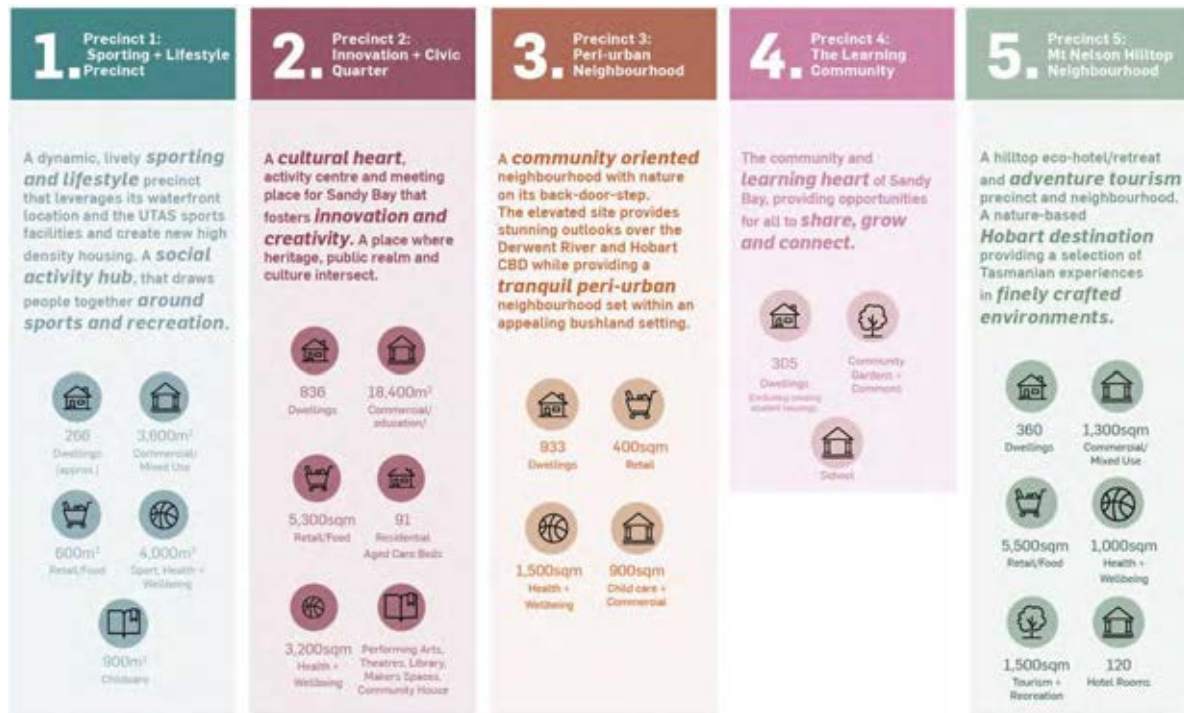 1.
Precinct 1:
Sporting + Lifestyle
Precinct
A dynamic, lively sporting
and lifestyle precinct
that leverages its waterfront
location and the UTAS sports
facilities and create new high
density housing. A social
activity hub, that draws
people together around
sports and recreation.
266
Dwellings
(approx.)
3,600m²
Commercial/
Mixed Use
600m²
Retail/Food
4,000m²
Sport, Health +
Wellbeing
900m²
Childcare
2.
Precinct 2:
Innovation + Civic
Quarter
A cultural heart,
activity centre and meeting
place for Sandy Bay that
fosters innovation and
creativity. A place where
heritage, public realm and
culture intersect.
836
Dwellings
18,400m²
Commercial/
education/
5,300sqm
Retail/Food
91
Residential
Aged Care Beds
3,200sqm
Health +
Wellbeing
Performing Arts,
Theatres, Library,
Makers Spaces,
Community House
3.
Precinct 3:
Peri-urban
Neighbourhood
A community oriented
neighbourhood with nature
on its back-door-step.
The elevated site provides
stunning outlooks over the
Derwent River and Hobart
CBD while providing a
tranquil peri-urban
neighbourhood set within an
appealing bushland setting.
933
Dwellings
400sqm
Retail
1,500sqm
Health +
Wellbeing
900sqm
Child care +
Commercial
4.
Precinct 4:
The Learning
Community
The community and
learning heart of Sandy
Bay, providing opportunities
for all to share, grow
and connect.
305
Dwellings
(Excluding existing
student housing)
Community
Gardens +
Commons
School
5.
Precinct 5:
Mt Nelson Hilltop
Neighbourhood
A hilltop eco-hotel/retreat
and adventure tourism
precinct and neighbourhood.
A nature-based
Hobart destination
providing a selection of
Tasmanian experiences
in finely crafted
environments.
360
Dwellings
1,300sqm
Commercial/
Mixed Use
5,500sqm
Retail/Food
1,000sqm
Health +
Wellbeing
1,500sqm
Tourism +
Recreation
120
Hotel Rooms